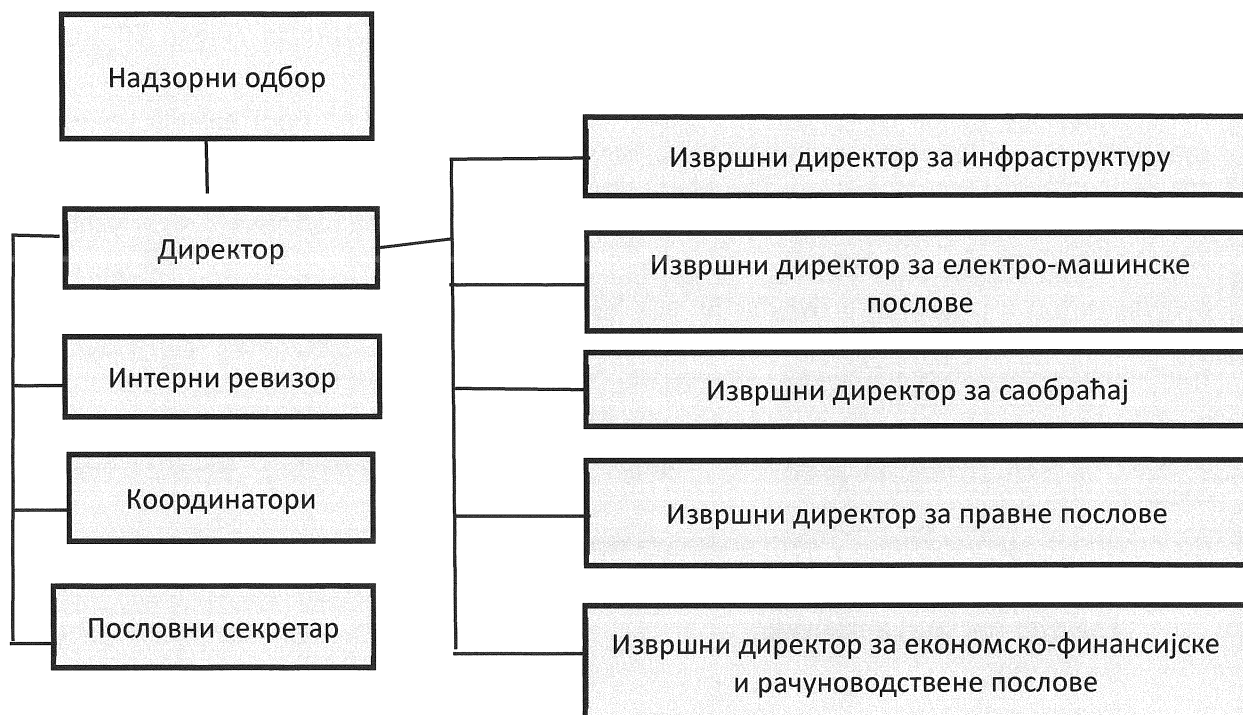 Надзорни одбор
Директор
Интерни ревизор
Координатори
Пословни секретар
Извршни директор за инфраструктуру
Извршни директор за електро-машинске
послове
Извршни директор за саобраћај
Извршни директор за правне послове
Извршни директор за економско-финансијске
и рачуноводствене послове